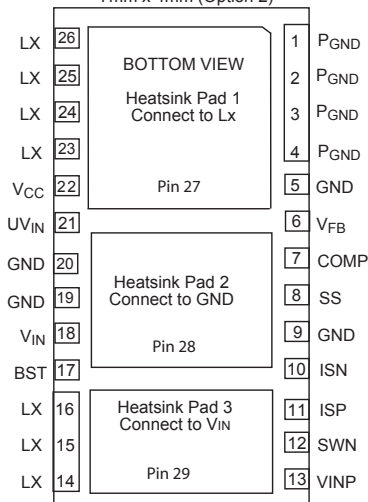 7mm x 4mm (Option 2)
LX 26
1 PGND
LX 25
2 PGND
LX 24
3 PGND
LX 23
4 PGND
BOTTOM VIEW
Heatsink Pad 1
Connect to Lx
Pin 27
VCC 22
5 GND
UVIN 21
6 VFB
GND 20
7 COMP
GND 19
8 SS
Heatsink Pad 2
Connect to GND
Pin 28
VIN 18
9 GND
BST 17
10 ISN
LX 16
11 ISP
LX 15
12 SWN
LX 14
13 VINP
Heatsink Pad 3
Connect to VIN
Pin 29